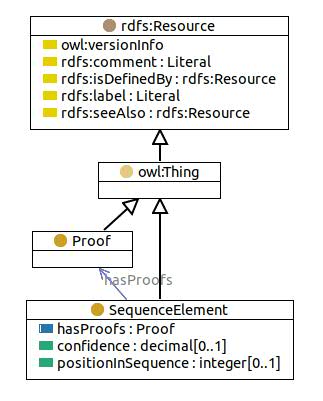 rdfs:Resource
owl:versionInfo
rdfs:comment : Literal
rdfs:isDefinedBy : rdfs:Resource
rdfs:label : Literal
rdfs:seeAlso : rdfs:Resource
owl:Thing
Proof
hasProofs
SequenceElement
hasProofs : Proof
confidence : decimal[0..1]
positionInSequence : integer[0..1]